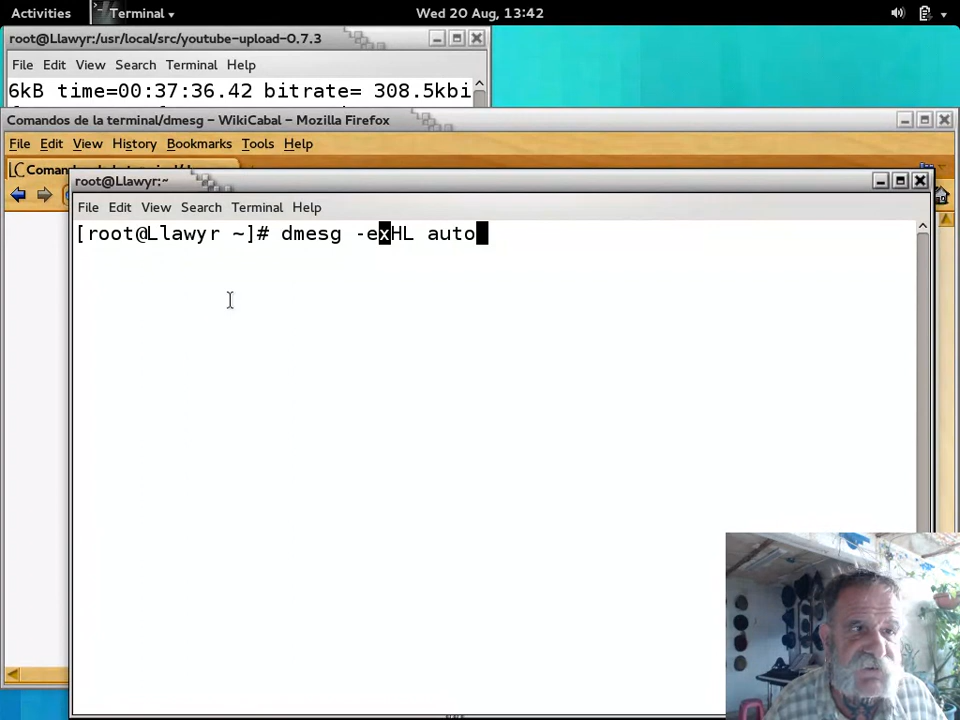 Activities Terminal Wed 20 Aug, 13:42
root@Llawyr:/usr/local/src/youtube-upload-0.7.3
File Edit View Search Terminal Help
6kB time=00:37:36.42 bitrate= 308.5kbi
Comandos de la terminal/dmesg – WikiCabal – Mozilla Firefox
File Edit View History Bookmarks Tools Help
root@Llawyr:~
File Edit View Search Terminal Help
[root@Llawyr ~]# dmesg -exHL auto